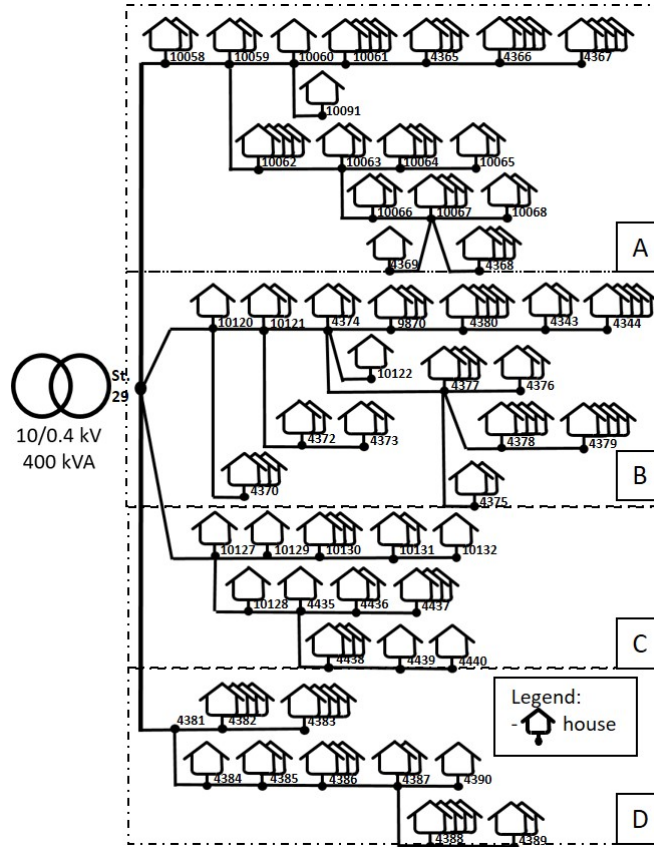 10058 10059 10060 10061 4365 4366 4367
10091
10062 10063 10064 10065
10066 10067 10068
4369 4368
A
10120 10121 4374 9870 4380 4343 4344
10122 4377 4376
4372 4373 4378 4379
4370 4375
B
St.
29
10/0.4 kV
400 kVA
10127 10129 10130 10131 10132
10128 4435 4436 4437
4438 4439 4440
C
4381 4382 4383
Legend:
- house
4384 4385 4386 4387 4390
4388 4389
D